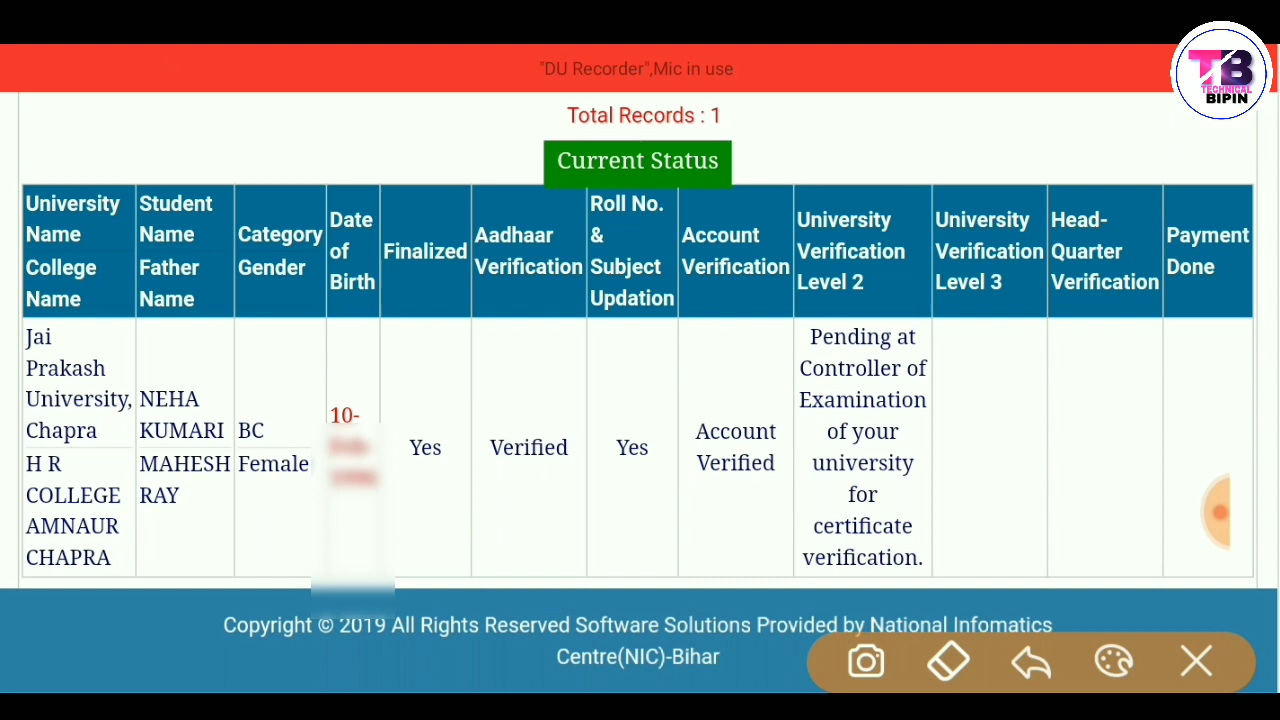 "DU Recorder",Mic in use
TB
TECHNICAL
BIPIN
Total Records : 1
Current Status
University
Name
College
Name
Student
Name
Father
Name
Category
Gender
Date
of
Birth
Finalized
Aadhaar
Verification
Roll No.
&
Subject
Updation
Account
Verification
University
Verification
Level 2
University
Verification
Level 3
Head-
Quarter
Verification
Payment
Done
Jai
Prakash
University,
Chapra
H R
COLLEGE
AMNAUR
CHAPRA
NEHA
KUMARI
MAHESH
RAY
BC
Female
10-
Yes
Verified
Yes
Account
Verified
Pending at
Controller of
Examination
of your
university
for
certificate
verification.
Copyright © 2019 All Rights Reserved Software Solutions Provided by National Infomatics
Centre(NIC)-Bihar